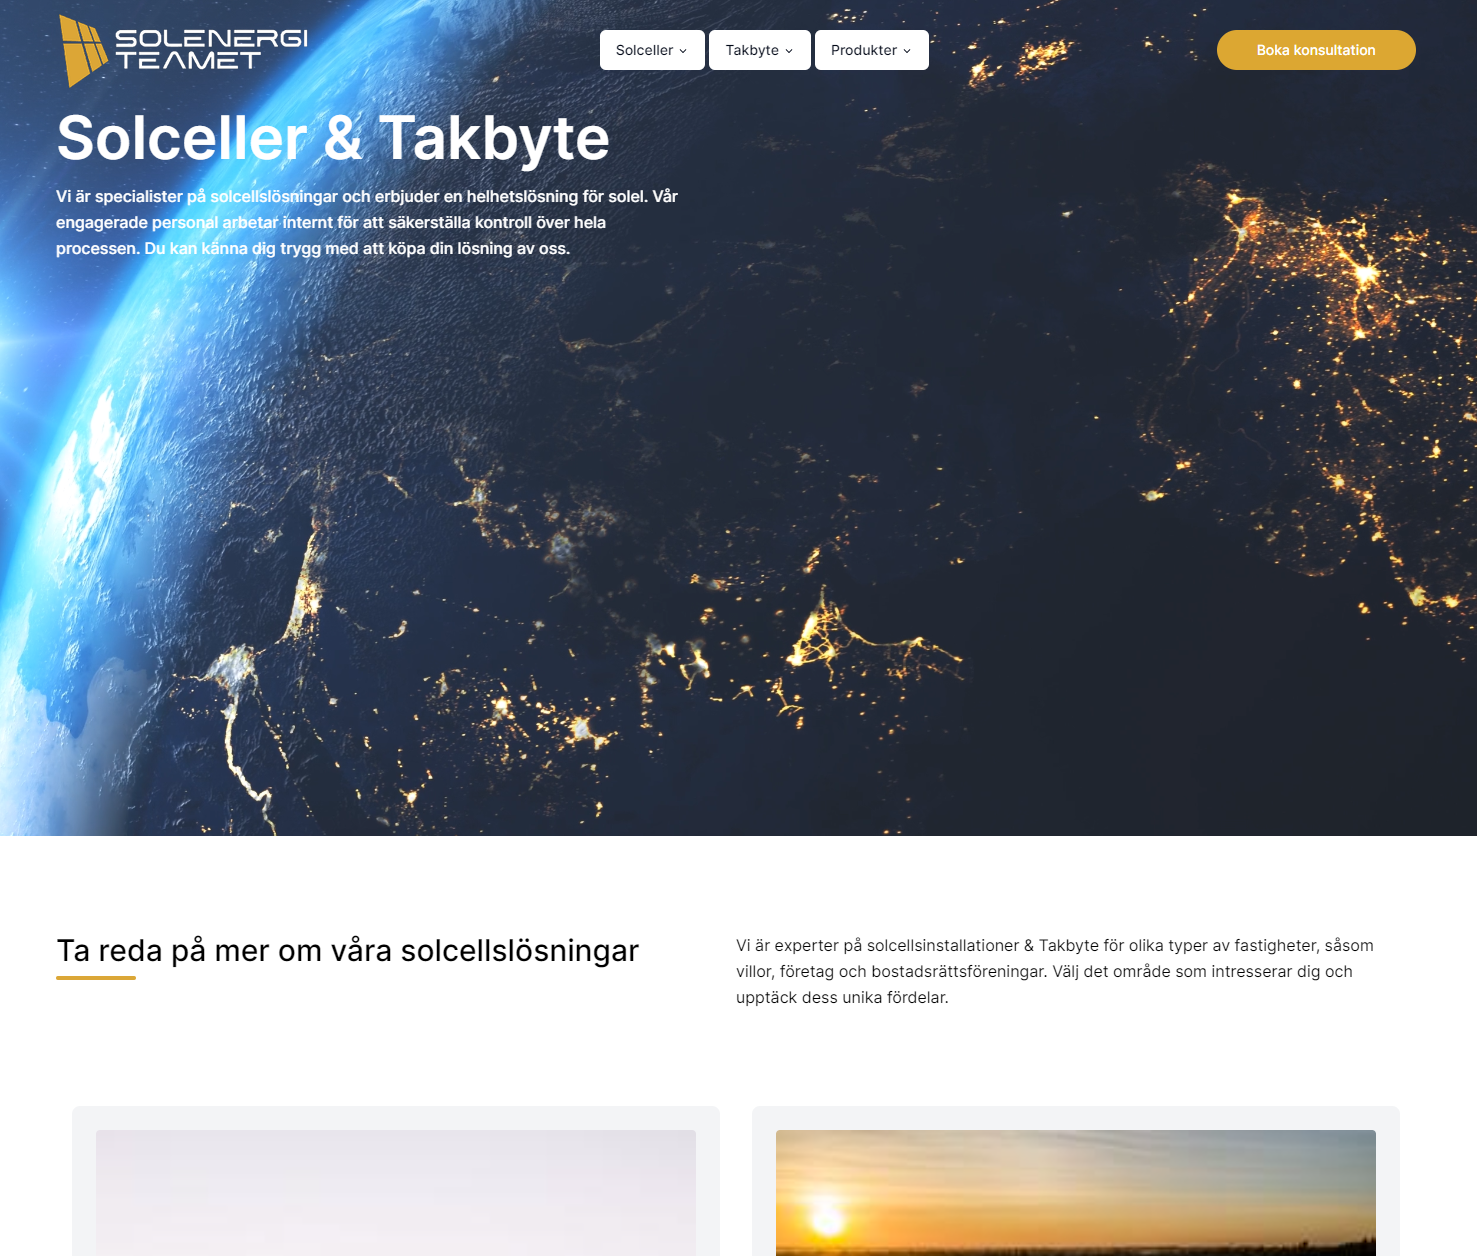 SOLENERGI
TEAMET
Solceller
Takbyte
Produkter
Boka konsultation
Solceller & Takbyte
Vi är specialister på solcellslösningar och erbjuder en helhetslösning för solel. Vår
engagerade personal arbetar internt för att säkerställa kontroll över hela
processen. Du kan känna dig trygg med att köpa din lösning av oss.
Ta reda på mer om våra solcellslösningar
Vi är experter på solcellsinstallationer & Takbyte för olika typer av fastigheter, såsom
villor, företag och bostadsrättsföreningar. Välj det område som intresserar dig och
upptäck dess unika fördelar.